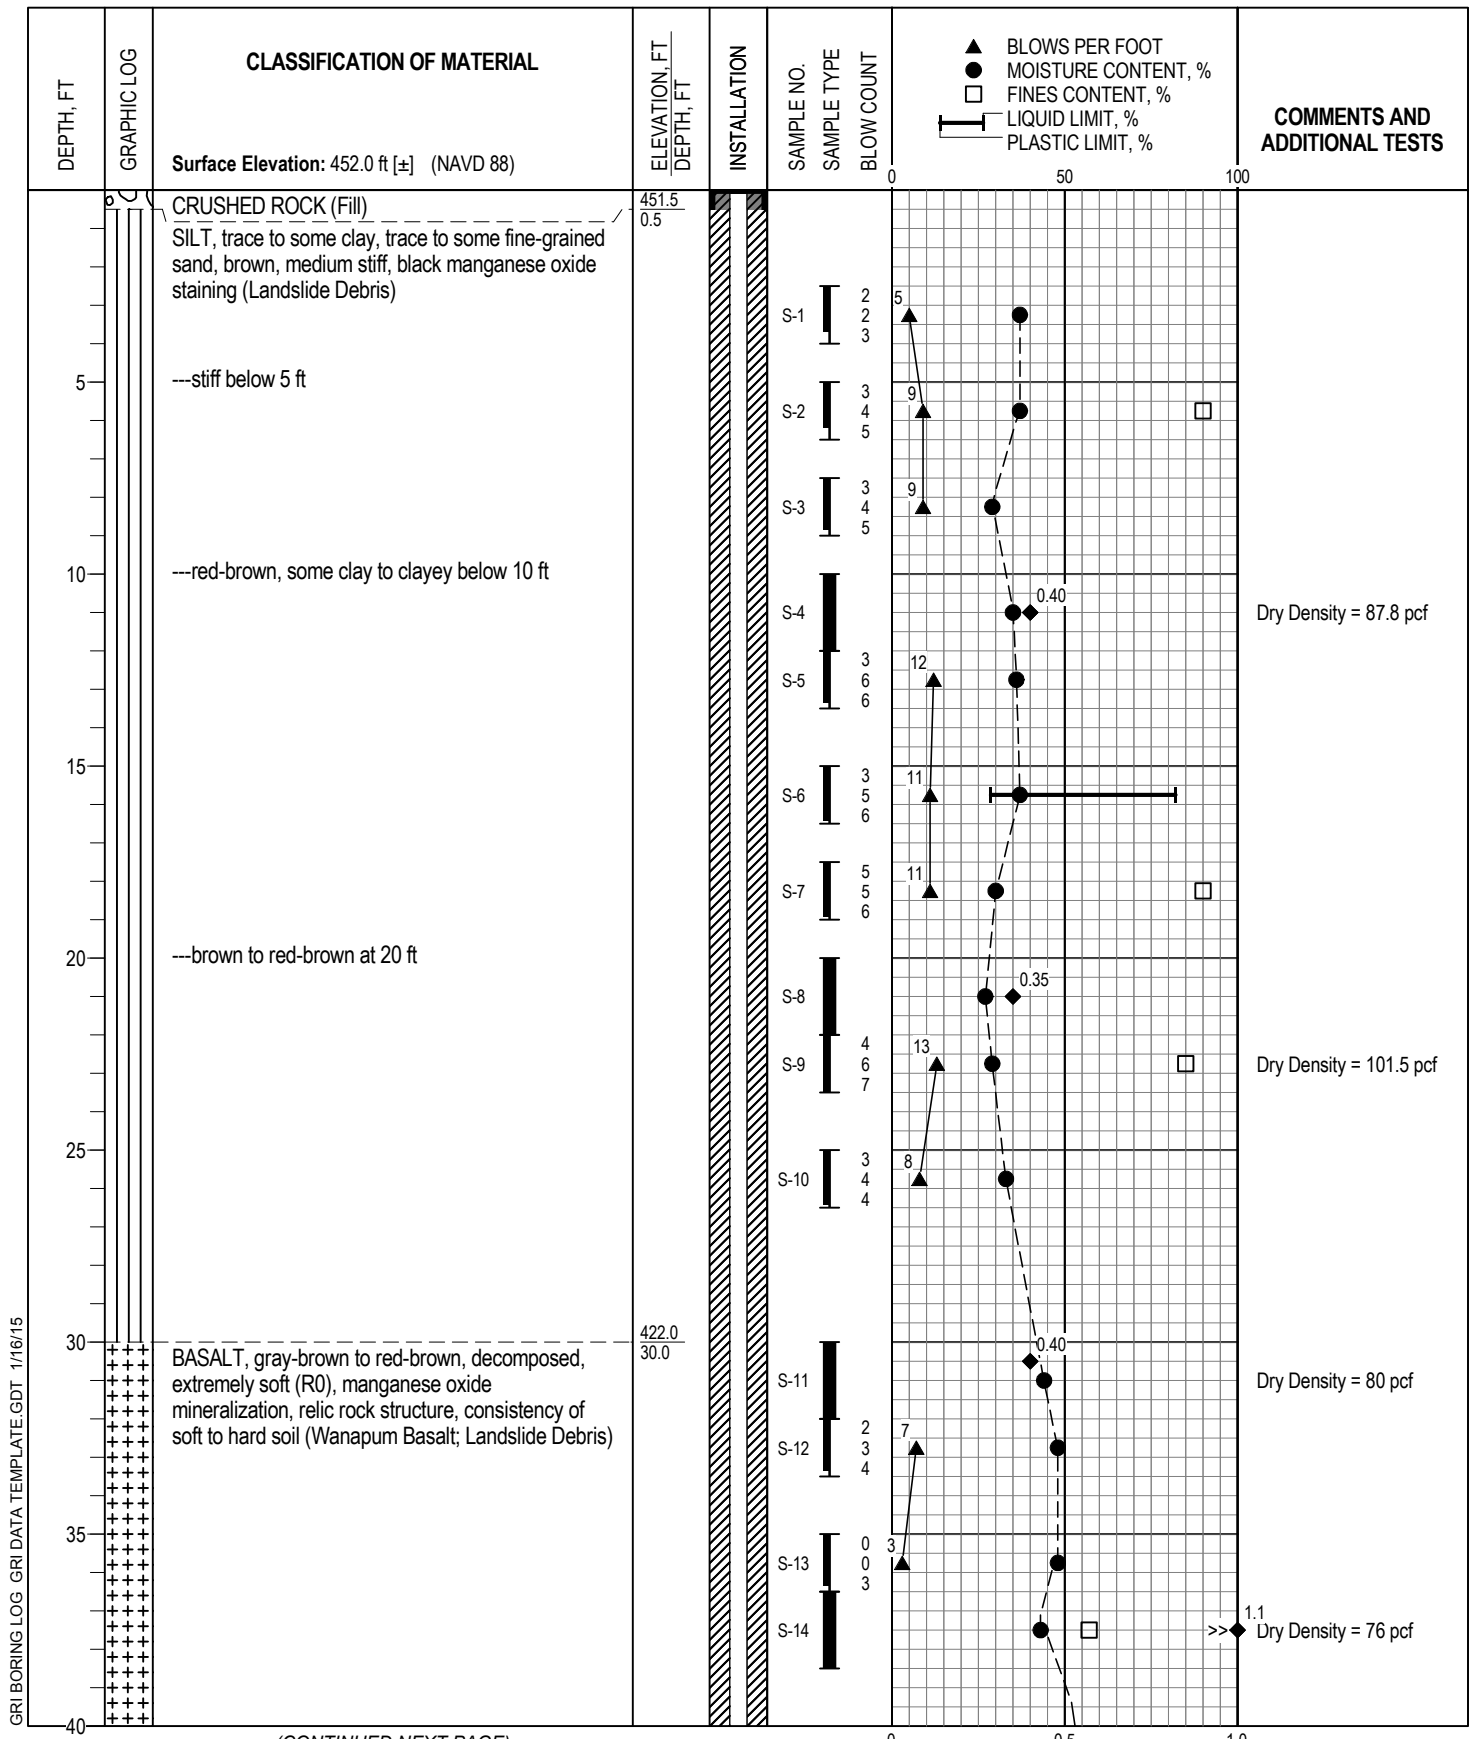 DEPTH, FT
GRAPHIC LOG
CLASSIFICATION OF MATERIAL
Surface Elevation: 452.0 ft [±] (NAVD 88)
ELEVATION, FT
DEPTH, FT
INSTALLATION
SAMPLE NO.
SAMPLE TYPE
BLOW COUNT
BLOWS PER FOOT
MOISTURE CONTENT, %
FINES CONTENT, %
LIQUID LIMIT, %
PLASTIC LIMIT, %
0 50 100
COMMENTS AND
ADDITIONAL TESTS
CRUSHED ROCK (Fill)
451.5
0.5
SILT, trace to some clay, trace to some fine-grained
sand, brown, medium stiff, black manganese oxide
staining (Landslide Debris)
S-1
2
2
3
5
5
---stiff below 5 ft
S-2
3
4
5
9
S-3
3
4
5
9
10
---red-brown, some clay to clayey below 10 ft
S-4
0.40
Dry Density = 87.8 pcf
S-5
3
6
6
12
15
S-6
3
5
6
11
S-7
5
5
6
11
20
---brown to red-brown at 20 ft
S-8
0.35
S-9
4
6
7
13
Dry Density = 101.5 pcf
25
S-10
3
4
4
8
30
422.0
30.0
BASALT, gray-brown to red-brown, decomposed,
extremely soft (R0), manganese oxide
mineralization, relic rock structure, consistency of
soft to hard soil (Wanapum Basalt; Landslide Debris)
S-11
0.40
Dry Density = 80 pcf
S-12
2
3
4
7
35
S-13
0
0
3
3
S-14
>>
1.1
Dry Density = 76 pcf
40
(CONTINUED NEXT PAGE)
0 0.5 1.0
GRI BORING LOG GRI DATA TEMPLATE.GDT 1/16/15